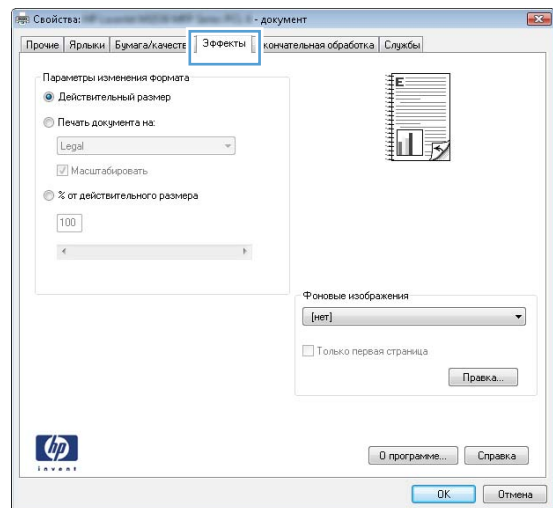 Свойства: - документ
Прочие Ярлыки Бумага/качеств Эффекты кончательная обработка Службы
Параметры изменения формата
Действительный размер
Печать документа на:
Legal
Масштабировать
% от действительного размера
100
E
Фоновые изображения
[нет]
Только первая страница
Правка...
hp
invent
О программе... Справка
OK Отмена